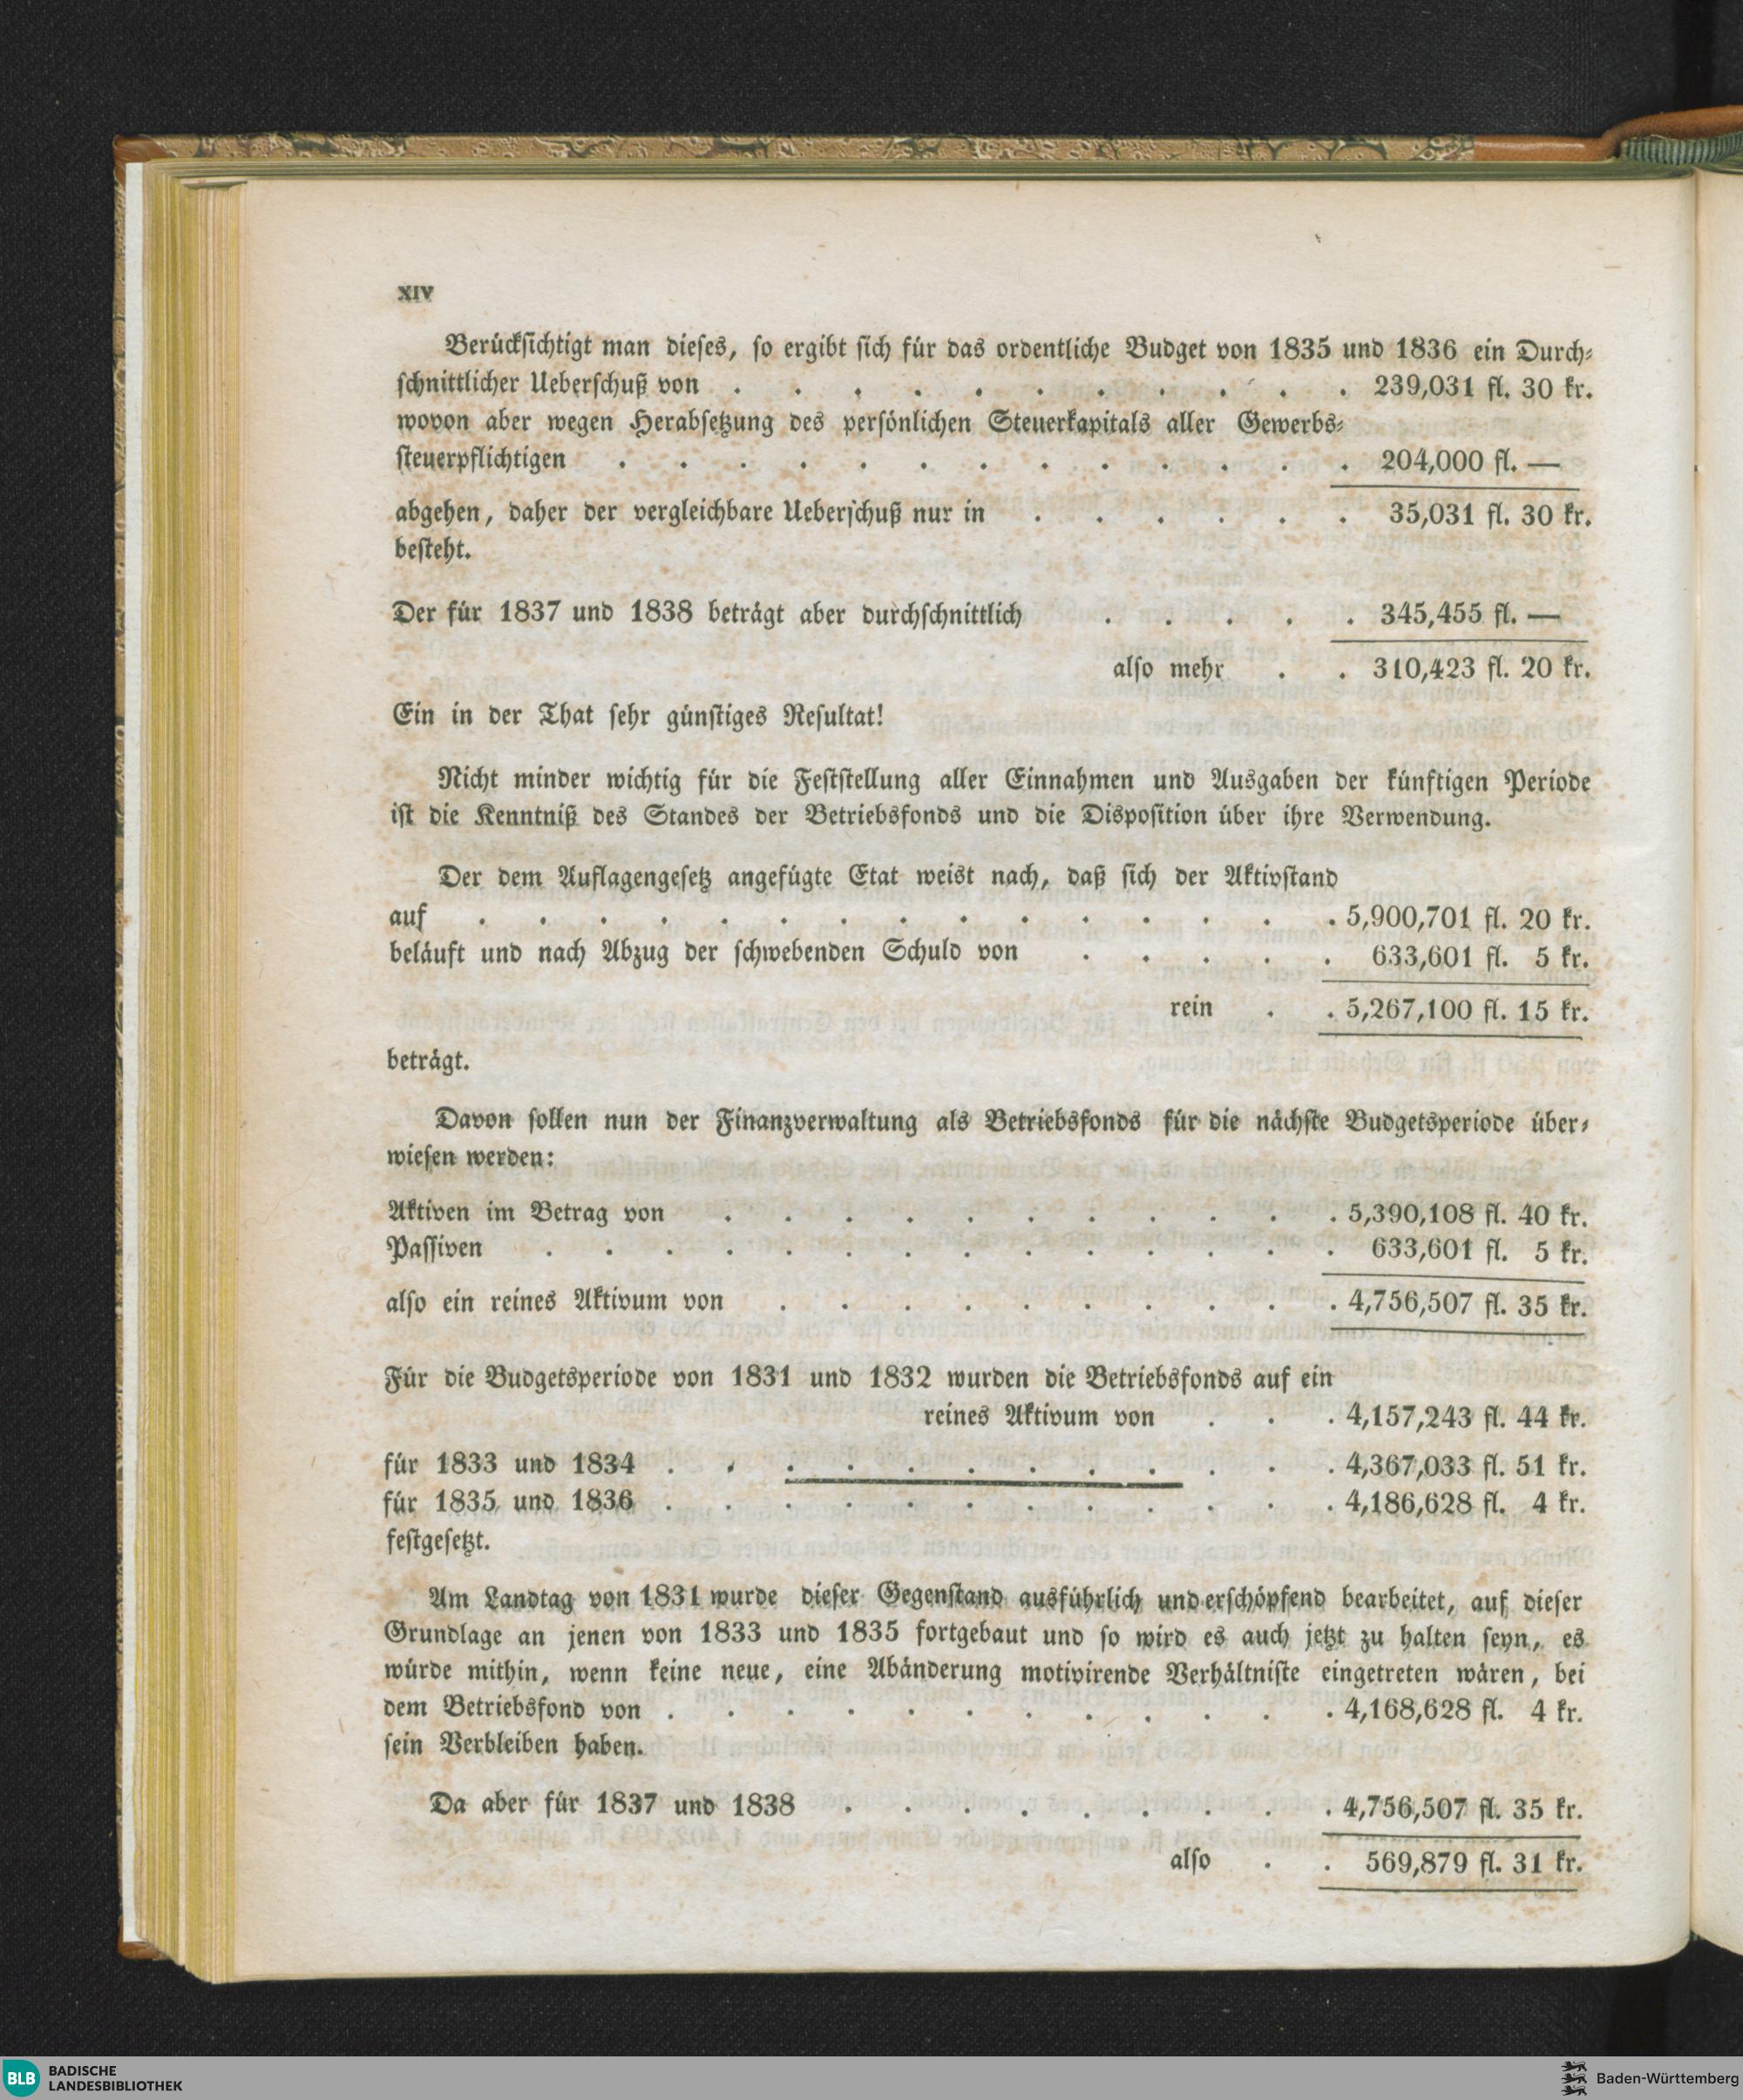 XIV
Berücksichtigt man dieses, so ergibt sich für das ordentliche Budget von 1835 und 1836 ein Durch-
schnittlicher Ueberschuß von . . . . . . . . . . . 239,031 fl. 30 kr.
wovon aber wegen Herabsetzung des persönlichen Steuerkapitals aller Gewerbs-
steuerpflichtigen . . . . . . . . . . . . . 204,000 fl. —
abgehen, daher der vergleichbare Ueberschuß nur in . . . . . . 35,031 fl. 30 kr.
besteht.
Der für 1837 und 1838 beträgt aber durchschnittlich . . . . . 345,455 fl. —
also mehr . . 310,423 fl. 20 kr.
Ein in der That sehr günstiges Resultat!
Nicht minder wichtig für die Feststellung aller Einnahmen und Ausgaben der künftigen Periode
ist die Kenntniß des Standes der Betriebsfonds und die Disposition über ihre Verwendung.
Der dem Auflagengesetz angefügte Etat weist nach, daß sich der Aktivstand
auf . . . . . . . . . . . . . . . 5,900,701 fl. 20 kr.
beläuft und nach Abzug der schwebenden Schuld von . . . . . 633,601 fl. 5 kr.
rein . . 5,267,100 fl. 15 kr.
beträgt.
Davon sollen nun der Finanzverwaltung als Betriebsfonds für die nächste Budgetsperiode über-
wiesen werden:
Aktiven im Betrag von . . . . . . . . . . . 5,390,108 fl. 40 kr.
Passiven . . . . . . . . . . . . . . 633,601 fl. 5 kr.
also ein reines Aktivum von . . . . . . . . . . 4,756,507 fl. 35 kr.
Für die Budgetsperiode von 1831 und 1832 wurden die Betriebsfonds auf ein
reines Aktivum von . . . 4,157,243 fl. 44 kr.
für 1833 und 1834 . . . . . . . . . . . . 4,367,033 fl. 51 kr.
für 1835 und 1836 . . . . . . . . . . . . 4,186,628 fl. 4 kr.
festgesetzt.
Am Landtag von 1831 wurde dieser Gegenstand ausführlich und erschöpfend bearbeitet, auf dieser
Grundlage an jenen von 1833 und 1835 fortgebaut und so wird es auch jetzt zu halten seyn, es
würde mithin, wenn keine neue, eine Abänderung motivirende Verhältniste eingetreten wären, bei
dem Betriebsfond von . . . . . . . . . . . . 4,168,628 fl. 4 kr.
sein Verbleiben haben.
Da aber für 1837 und 1838 . . . . . . . . . 4,756,507 fl. 35 kr.
also . . 569,879 fl. 31 kr.
BLB BADISCHE
LANDESBIBLIOTHEK
Baden-Württemberg